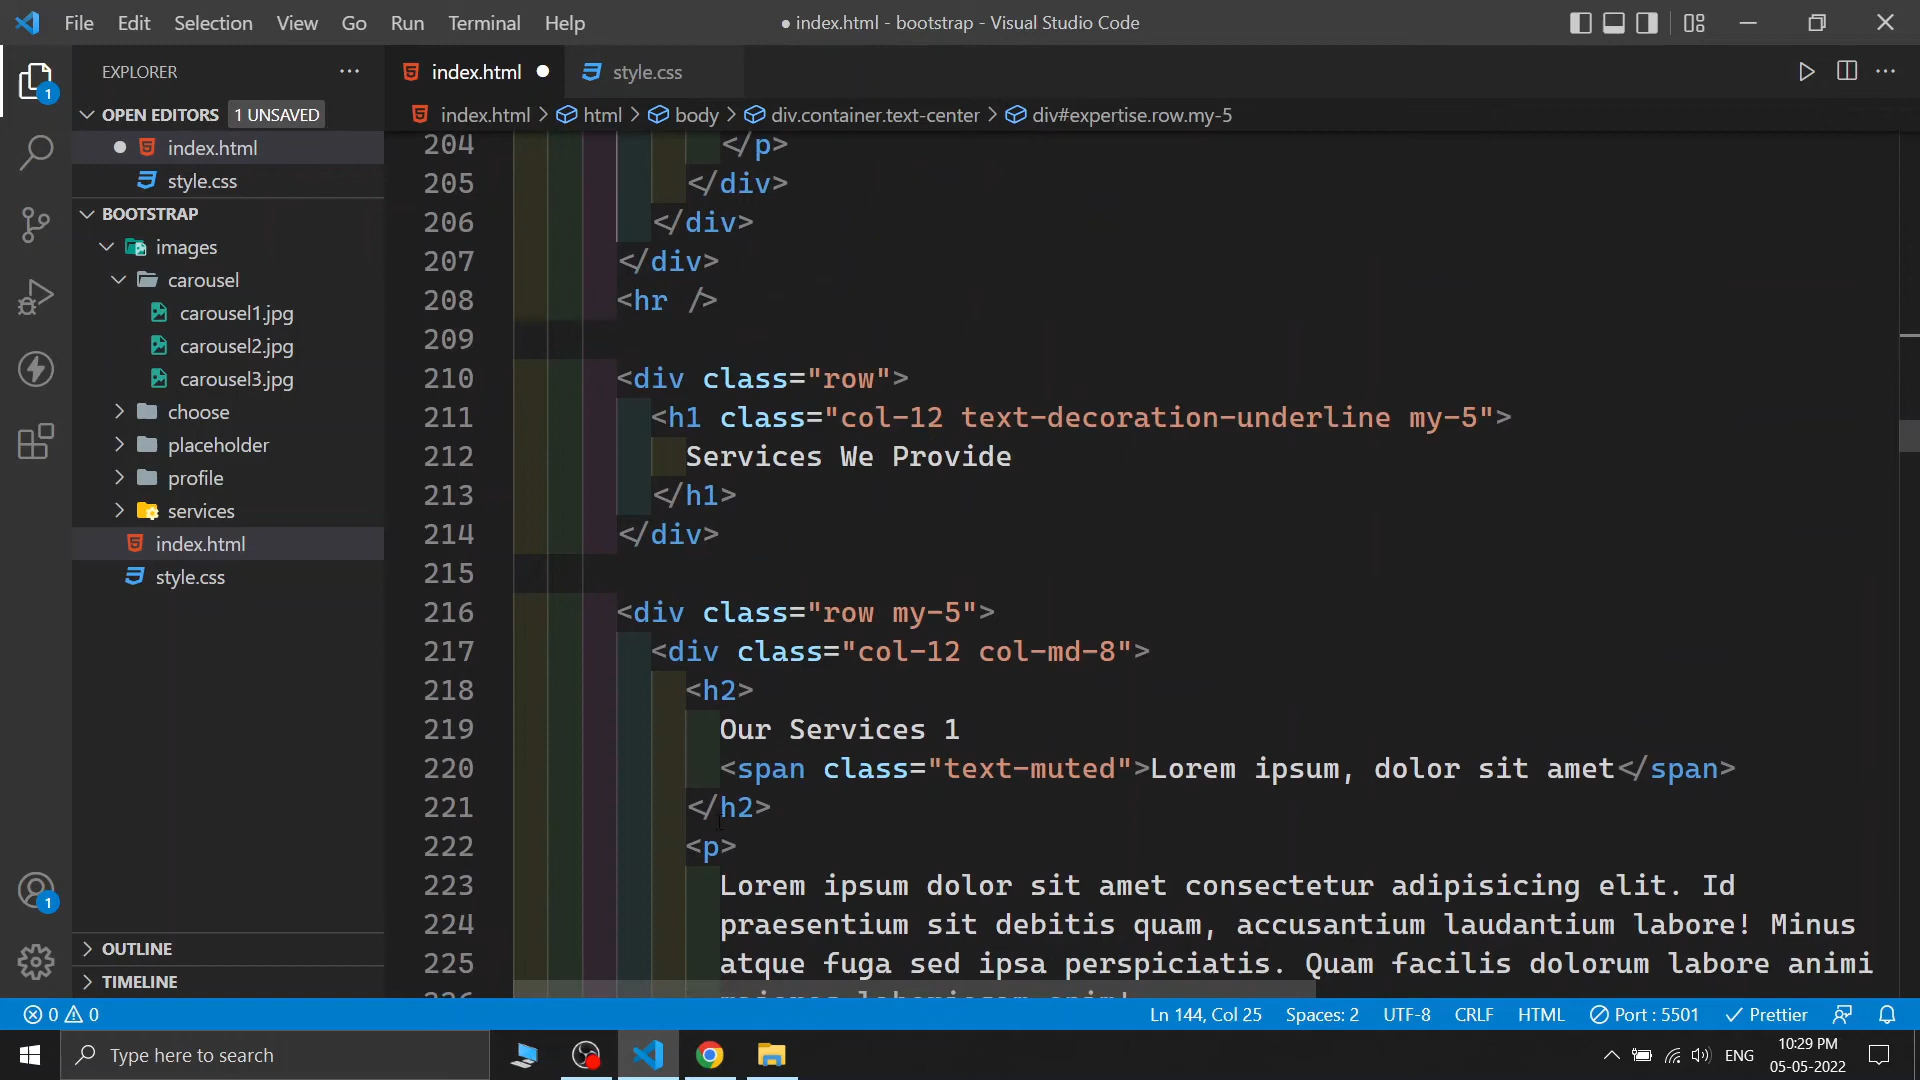 File Edit Selection View Go Run Terminal Help
● index.html - bootstrap - Visual Studio Code
EXPLORER
index.html
style.css
OPEN EDITORS 1 UNSAVED
index.html > html > body > div.container.text-center > div#expertise.row.my-5
index.html
style.css
BOOTSTRAP
images
carousel
carousel1.jpg
carousel2.jpg
carousel3.jpg
choose
placeholder
profile
services
index.html
style.css
OUTLINE
TIMELINE
1
1
204 </p>
205 </div>
206 </div>
207 </div>
208 <hr />
209
210 <div class="row">
211 <h1 class="col-12 text-decoration-underline my-5">
212 Services We Provide
213 </h1>
214 </div>
215
216 <div class="row my-5">
217 <div class="col-12 col-md-8">
218 <h2>
219 Our Services 1
220 <span class="text-muted">Lorem ipsum, dolor sit amet</span>
221 </h2>
222 <p>
223 Lorem ipsum dolor sit amet consectetur adipisicing elit. Id
224 praesentium sit debitis quam, accusantium laudantium labore! Minus
225 atque fuga sed ipsa perspiciatis. Quam facilis dolorum labore animi
0 0
Ln 144, Col 25 Spaces: 2 UTF-8 CRLF HTML Port : 5501 Prettier
Type here to search
ENG
10:29 PM
05-05-2022